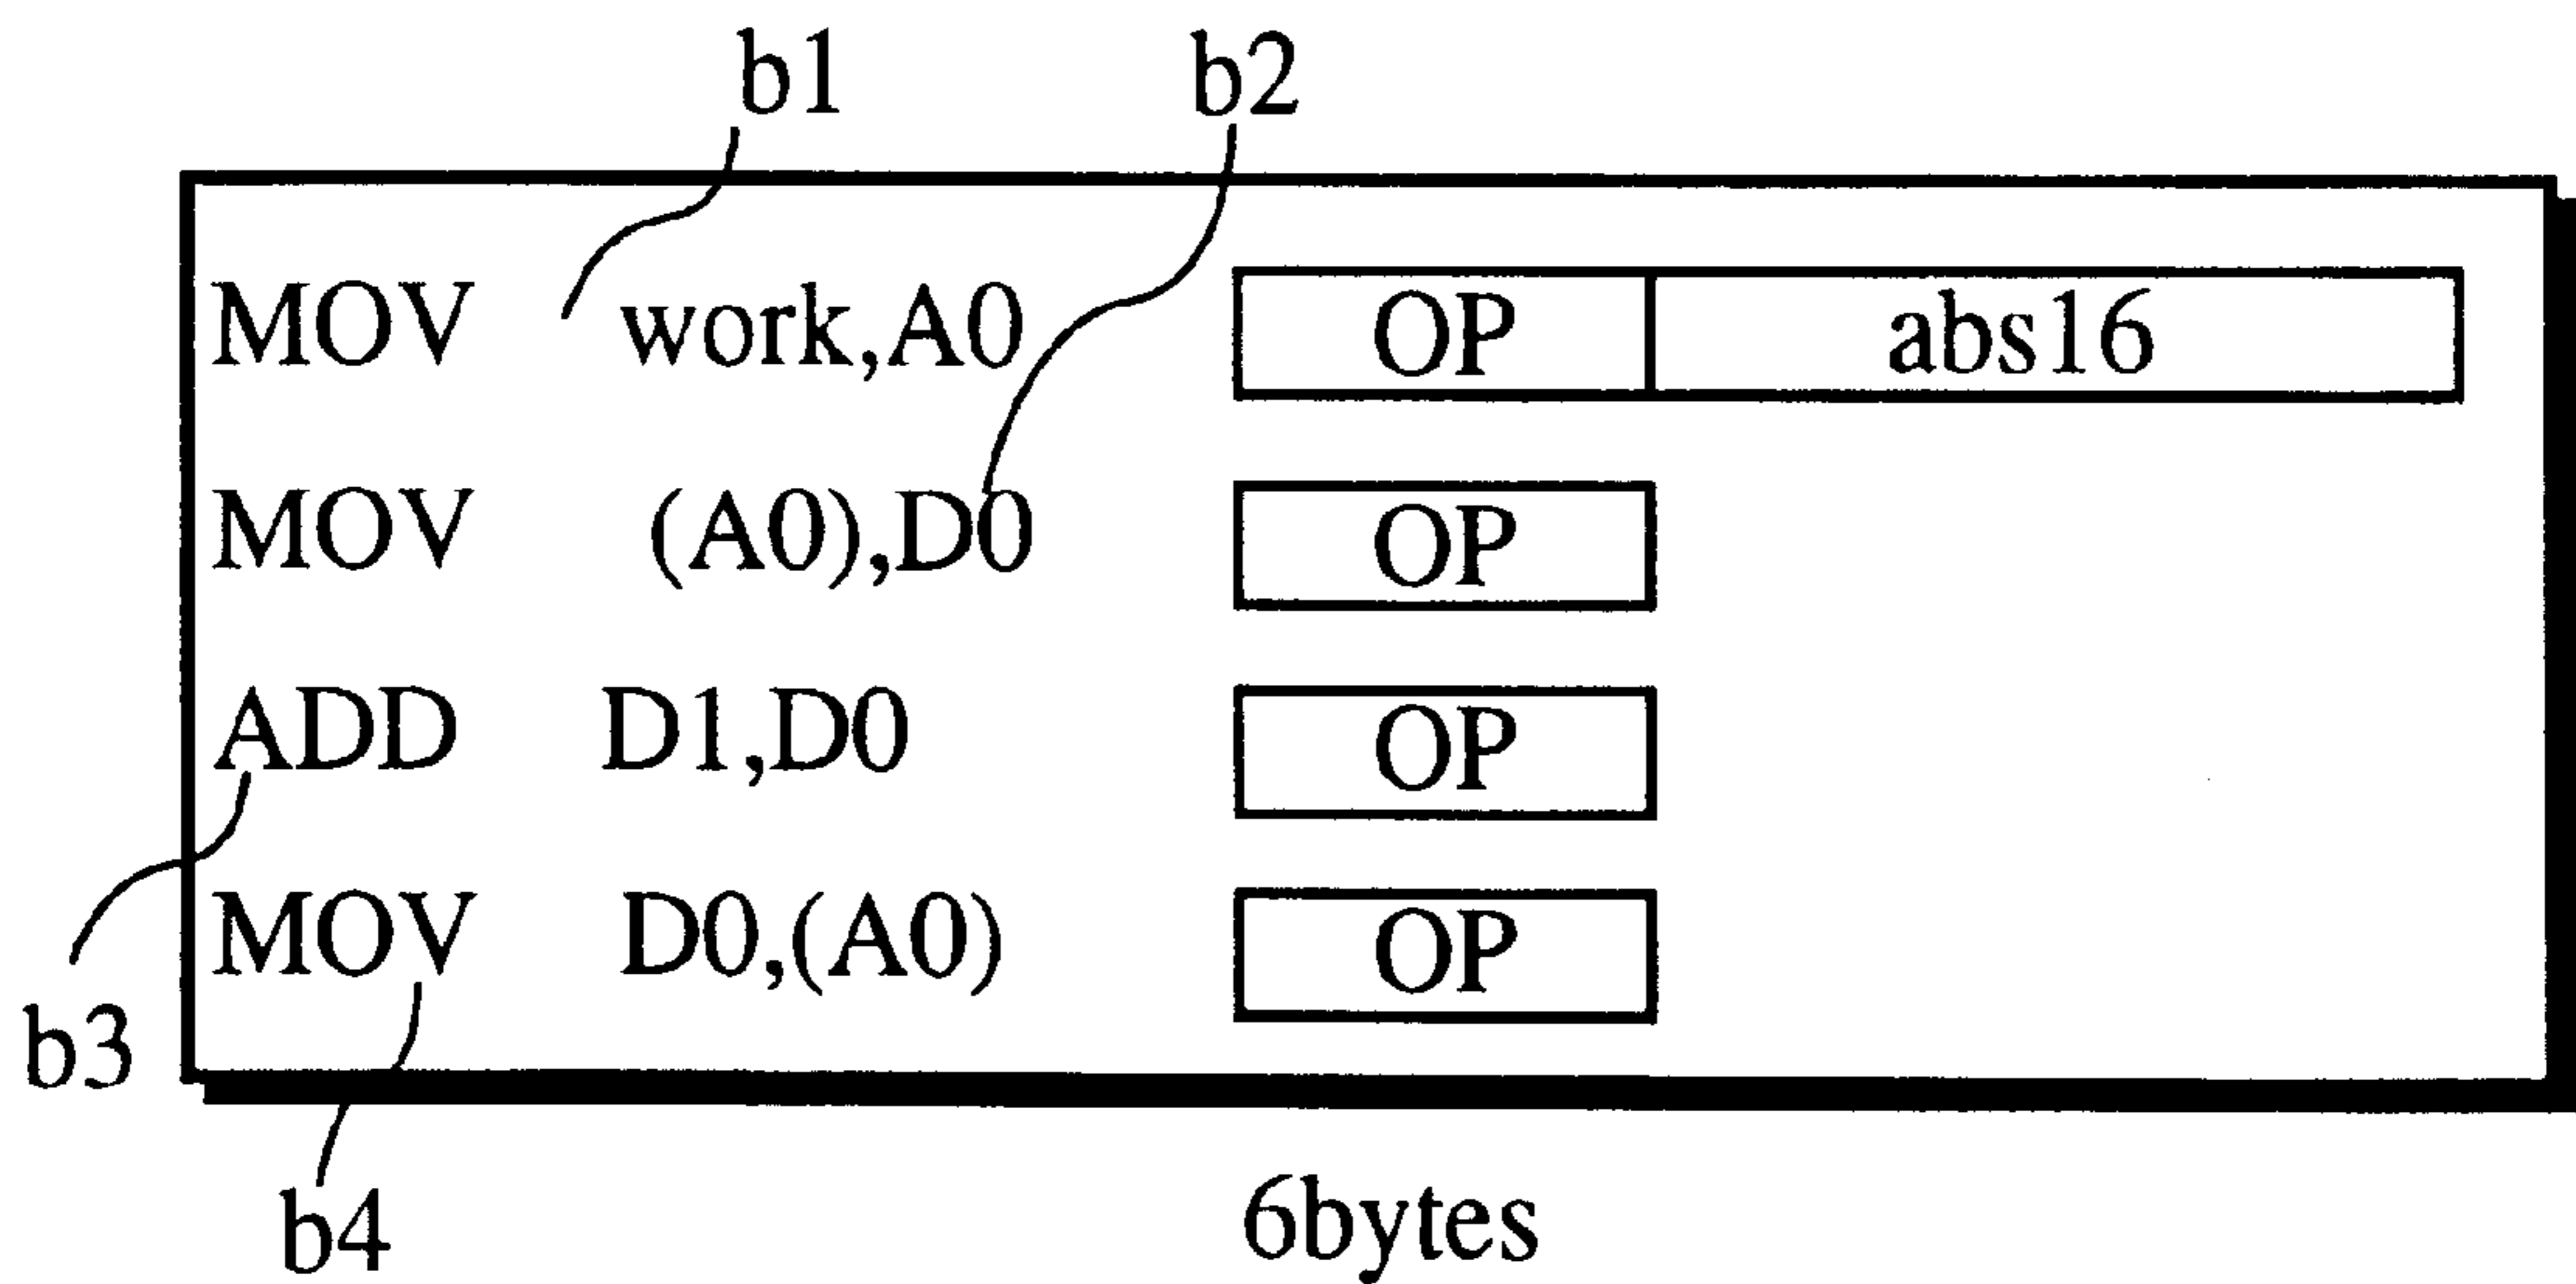 b1 b2
MOV work,A0 OP abs16
MOV (A0),D0 OP
ADD D1,D0 OP
MOV D0,(A0) OP
b3
b4 6bytes